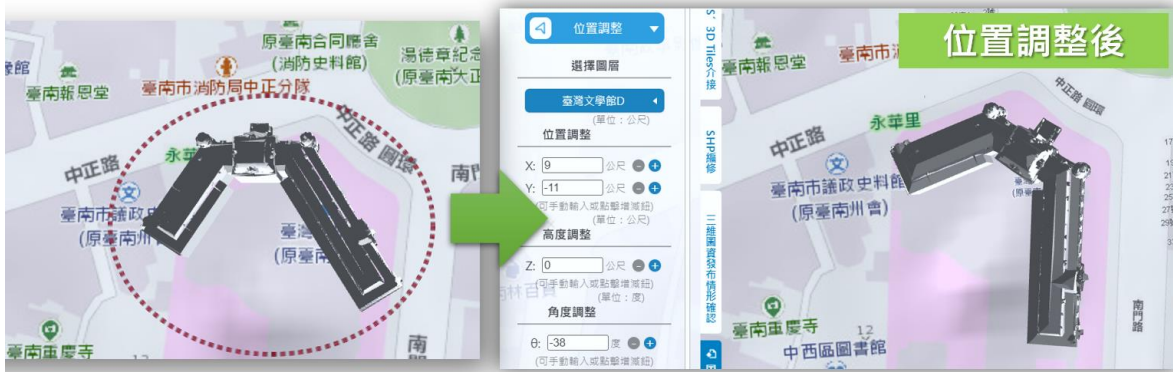 原臺南合同廳舍
(消防史料館)
湯德章紀念
(原臺南大正
臺南報恩堂
臺南市消防局中正分隊
中正路 圓環
中正路
永華
南門
臺南市議政史
(原臺南州
(原臺南
臺南重慶寺
南
位置調整
選擇圖層
臺灣文學館D
(單位：公尺)
位置調整
X: 9 公尺
Y: -11 公尺
(可手動輸入或點擊增減鈕)
(單位：公尺)
高度調整
Z: 0 公尺
(可手動輸入或點擊增減鈕)
(單位：度)
角度調整
θ: -38 度
(可手動輸入或點擊增減鈕)
3D Tiles介接
SHP編修
三維圖資發布情形確認
位置調整後
臺南報恩堂
臺南市
中正路 圓環
永華里
中正路
臺南市議政史料館
(原臺南州會)
臺南重慶寺
12
中西區圖書館
南門路